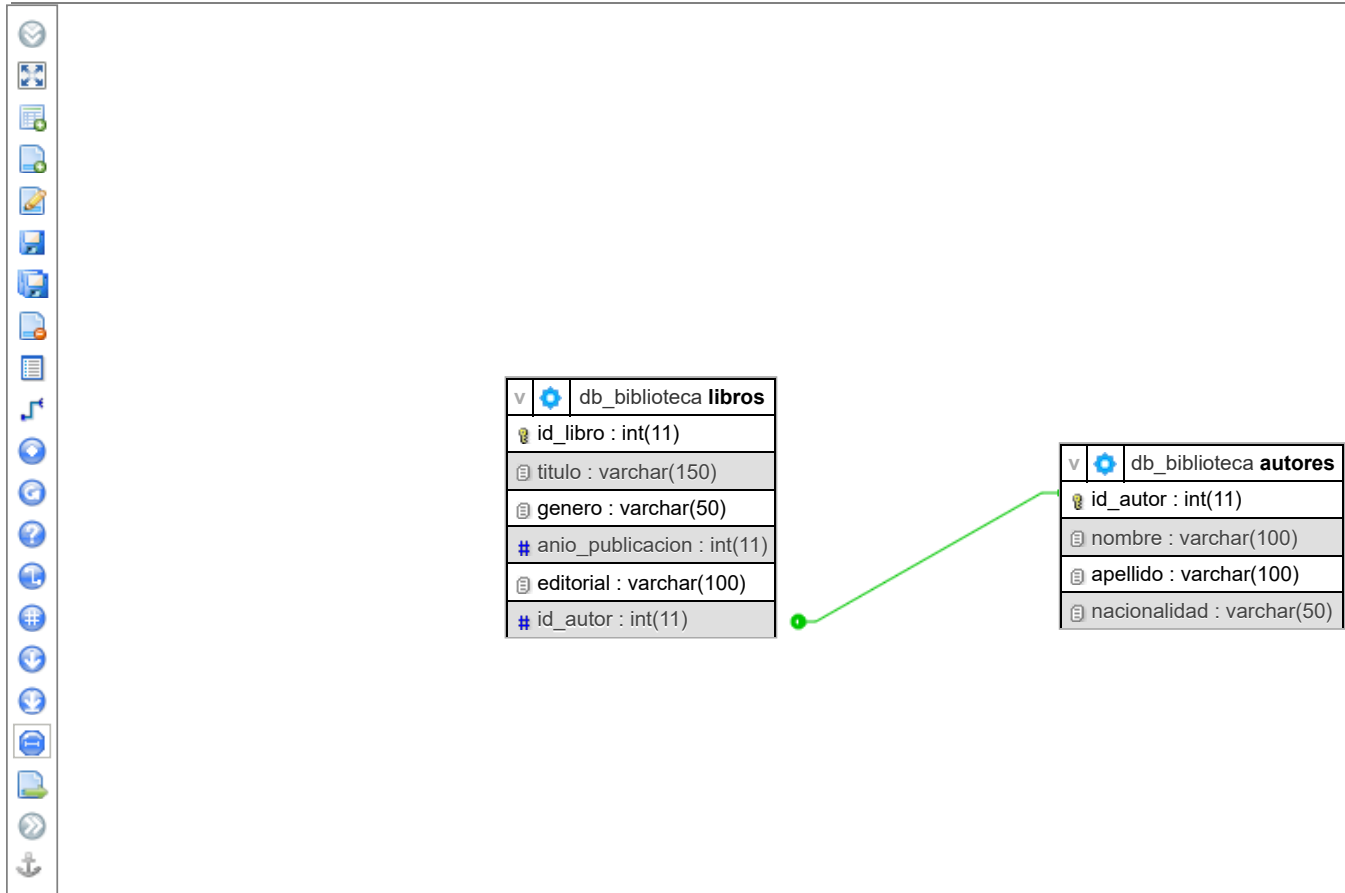 v db_biblioteca libros
id_libro : int(11)
titulo : varchar(150)
genero : varchar(50)
# anio_publicacion : int(11)
editorial : varchar(100)
# id_autor : int(11)
v db_biblioteca autores
id_autor : int(11)
nombre : varchar(100)
apellido : varchar(100)
nacionalidad : varchar(50)